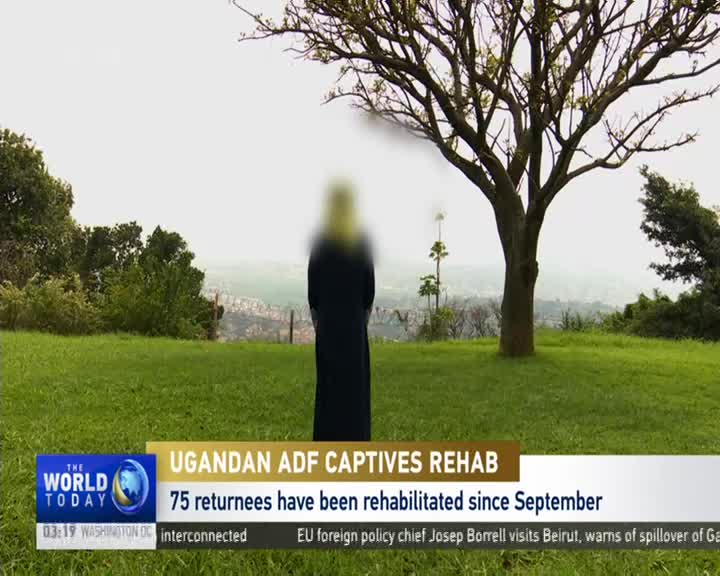 UGANDAN ADF CAPTIVES REHAB
THE
WORLD
TODAY
75 returnees have been rehabilitated since September
03:19 WASHINGTON DC
interconnected EU foreign policy chief Josep Borrell visits Beirut, warns of spillover of Ga